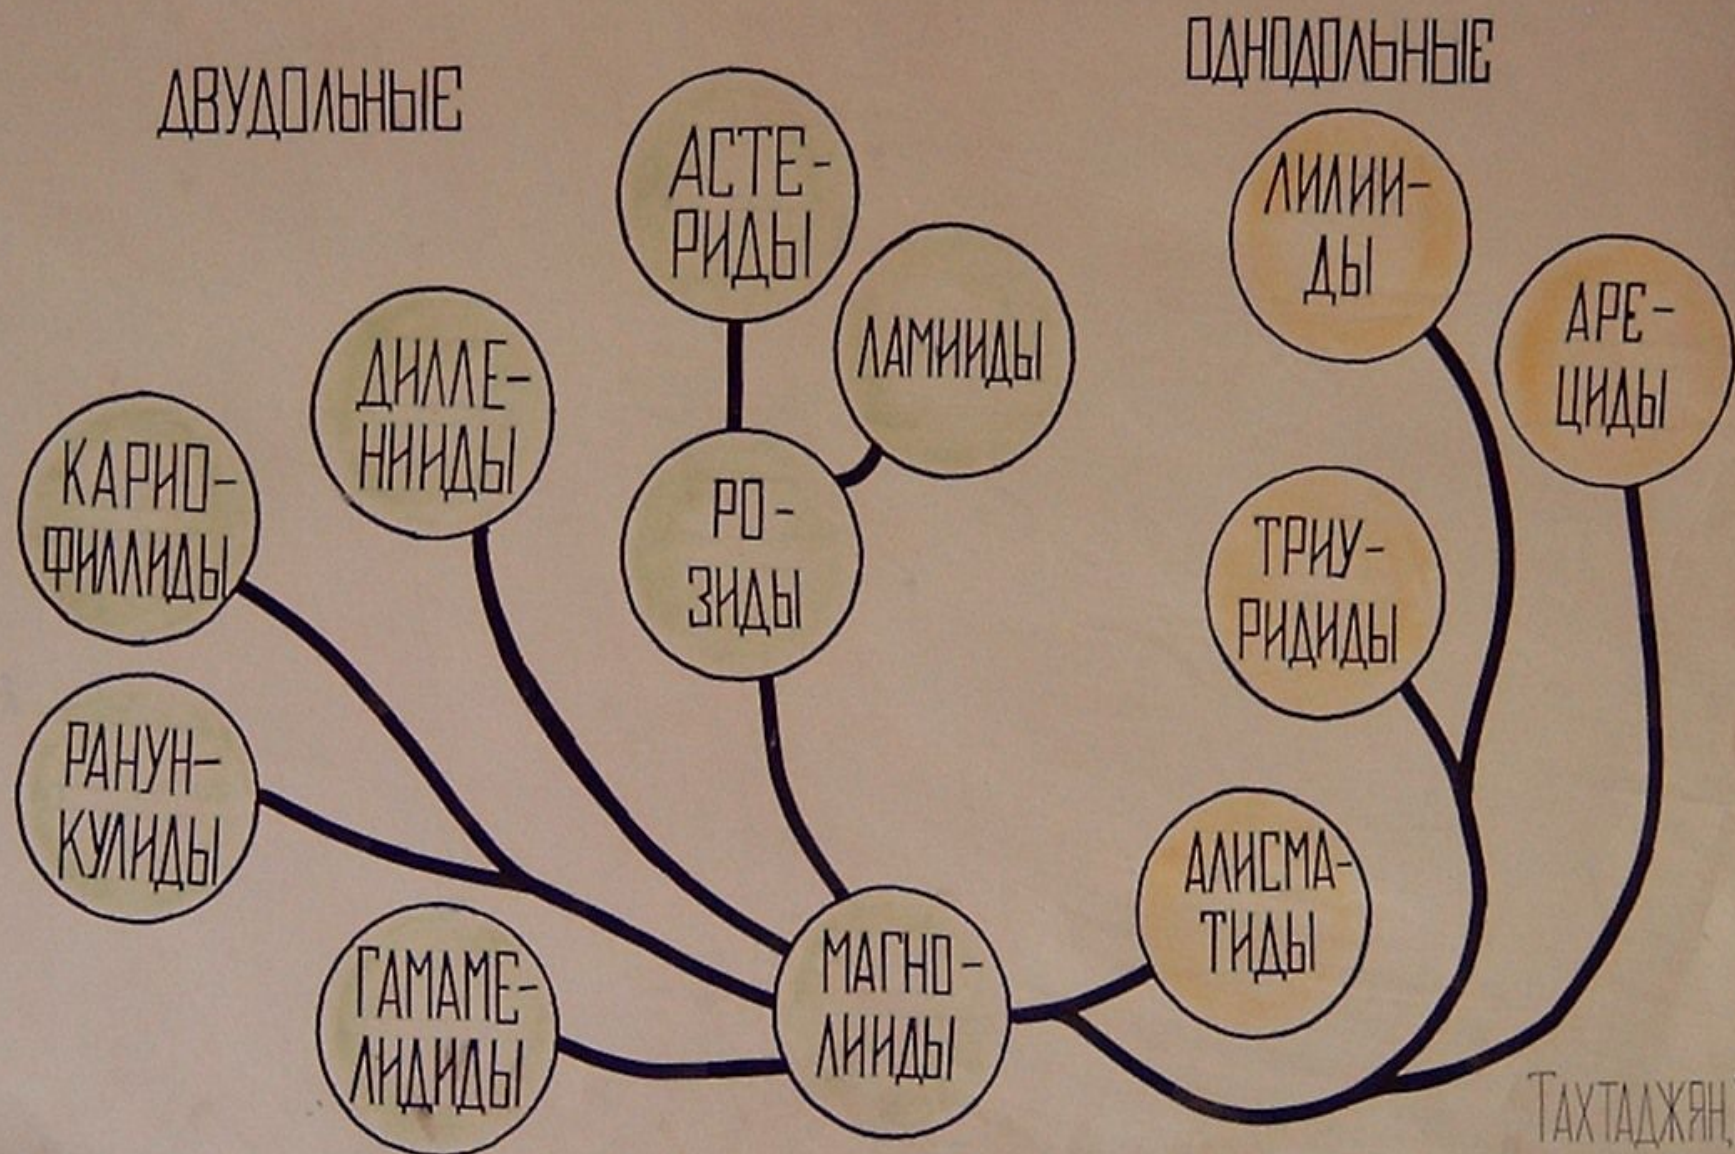 ДВУДОЛЬНЫЕ
ОДНОДОЛЬНЫЕ
АСТЕ-
РИДЫ
ЛИЛИИ-
ДЫ
ЛАМИИДЫ
АРЕ-
ЦИДЫ
ДИЛЛЕ-
НИИДЫ
КАРИО-
ФИЛЛИДЫ
РО-
ЗИДЫ
ТРИУ-
РИДИДЫ
РАНУН-
КУЛИДЫ
АЛИСМА-
ТИДЫ
ГАМАМЕ-
ЛИДИДЫ
МАГНО-
ЛИИДЫ
ТАХТАДЖЯН,